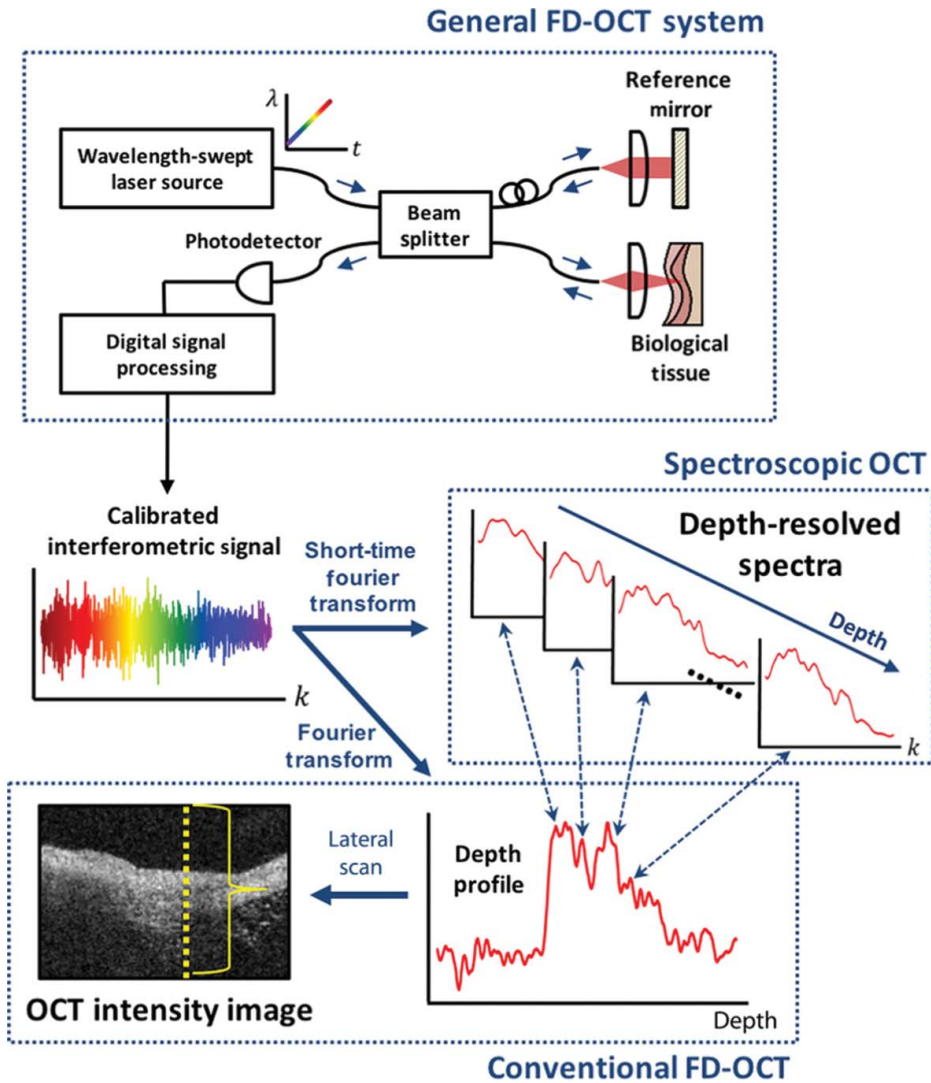 General FD-OCT system
Reference
mirror
λ
t
Wavelength-swept
laser source
Beam
splitter
Photodetector
Digital signal
processing
Biological
tissue
Spectroscopic OCT
Calibrated
interferometric signal
k
Short-time
fourier
transform
Depth-resolved
spectra
Depth
k
Fourier
transform
Lateral
scan
Depth
profile
OCT intensity image
Depth
Conventional FD-OCT